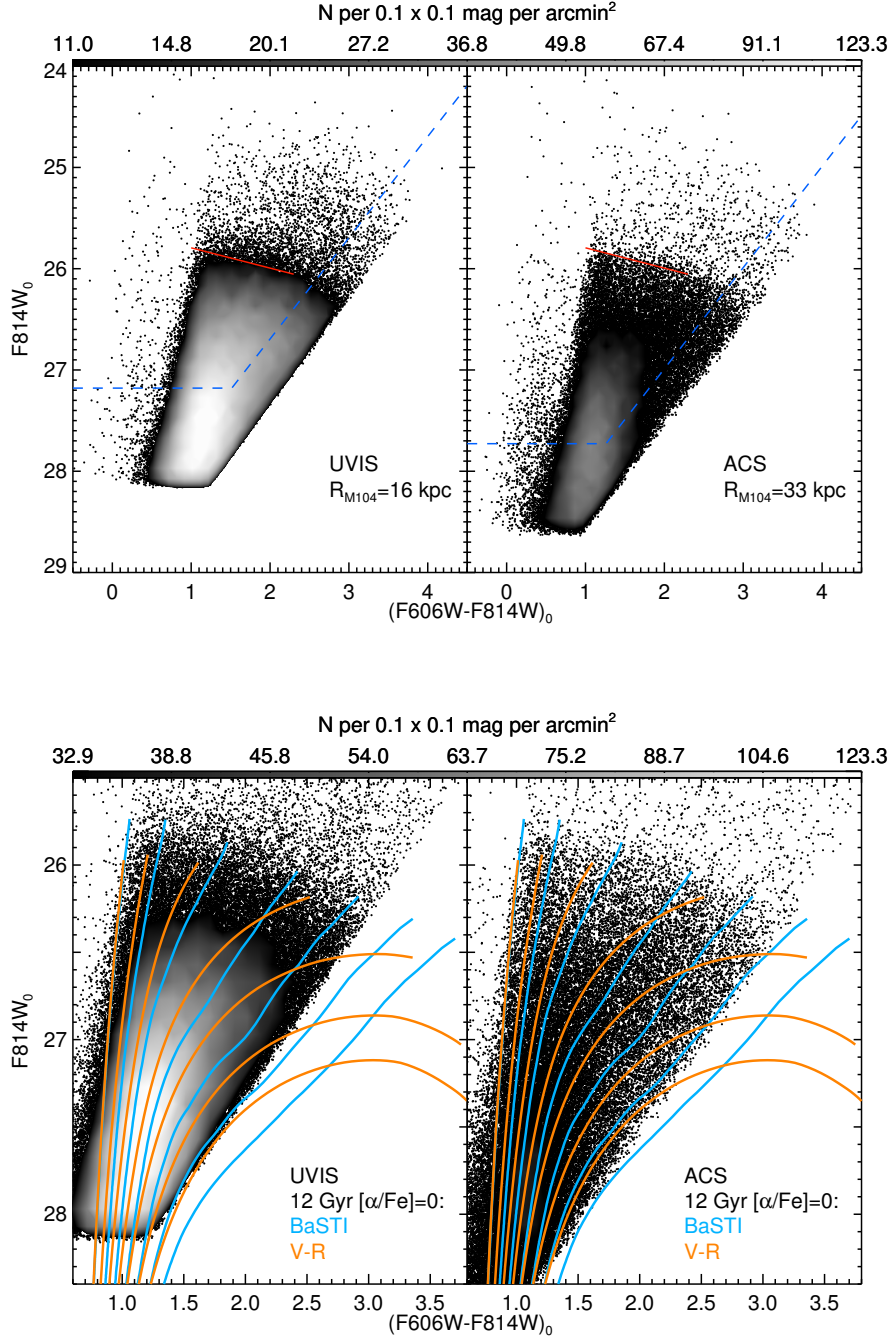 N per 0.1 x 0.1 mag per arcmin²
11.0 14.8 20.1 27.2 36.8 49.8 67.4 91.1 123.3
24
25
26
27
28
29
F814W₀
UVIS
R_M104=16 kpc
ACS
R_M104=33 kpc
0 1 2 3 4 0 1 2 3 4
(F606W-F814W)₀
N per 0.1 x 0.1 mag per arcmin²
32.9 38.8 45.8 54.0 63.7 75.2 88.7 104.6 123.3
26
27
28
F814W₀
UVIS
12 Gyr [α/Fe]=0:
BaSTI
V-R
ACS
12 Gyr [α/Fe]=0:
BaSTI
V-R
1.0 1.5 2.0 2.5 3.0 3.5 1.0 1.5 2.0 2.5 3.0 3.5
(F606W-F814W)₀